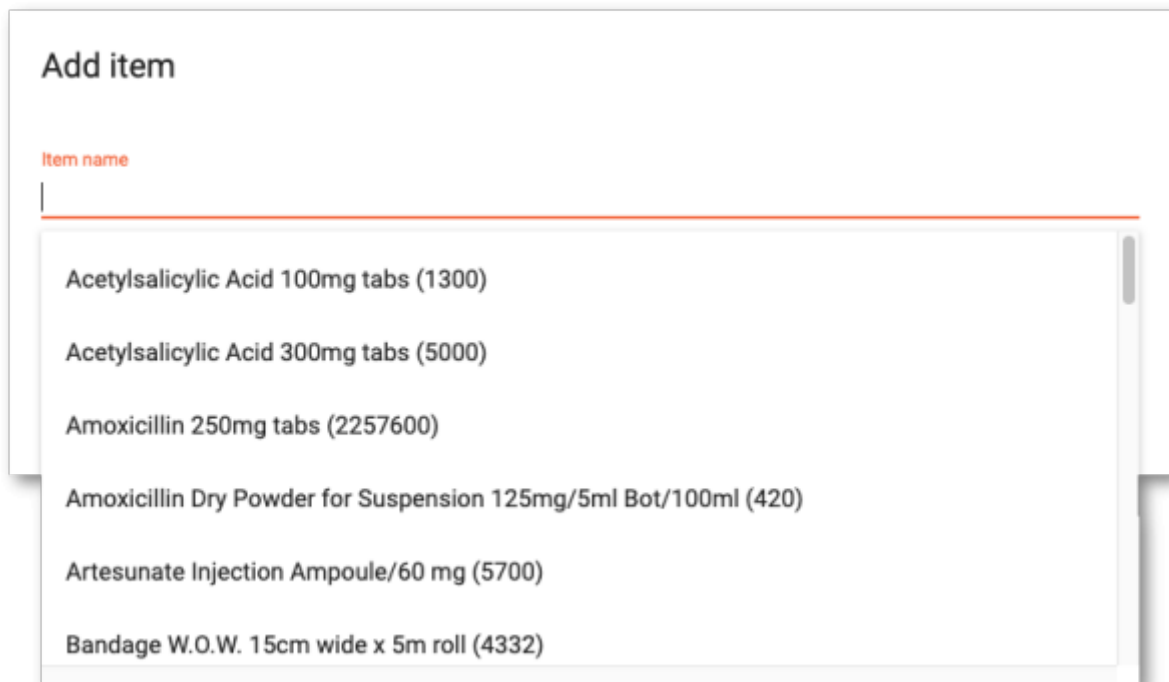 Add item
Item name
Acetylsalicylic Acid 100mg tabs (1300)
Acetylsalicylic Acid 300mg tabs (5000)
Amoxicillin 250mg tabs (2257600)
Amoxicillin Dry Powder for Suspension 125mg/5ml Bot/100ml (420)
Artesunate Injection Ampoule/60 mg (5700)
Bandage W.O.W. 15cm wide x 5m roll (4332)